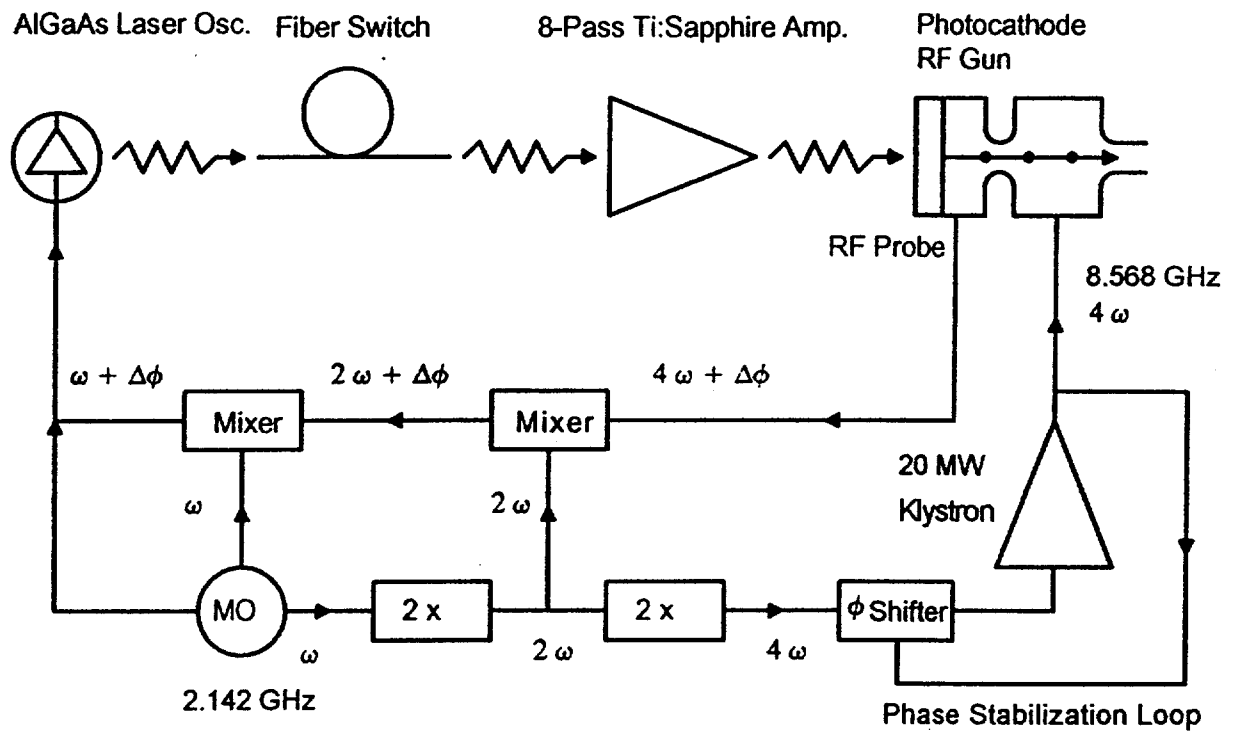 AlGaAs Laser Osc.
Fiber Switch
8-Pass Ti:Sapphire Amp.
Photocathode
RF Gun
RF Probe
8.568 GHz
4 ω
ω + Δϕ
2 ω + Δϕ
4 ω + Δϕ
Mixer
Mixer
20 MW
Klystron
ω
2 ω
MO
2 x
2 x
ϕ Shifter
ω
2 ω
4 ω
2.142 GHz
Phase Stabilization Loop